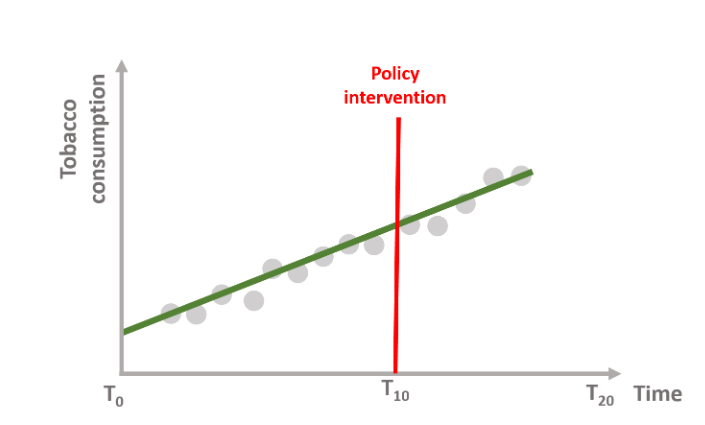 Policy
intervention
Tobacco
consumption
T0
T10
T20
Time